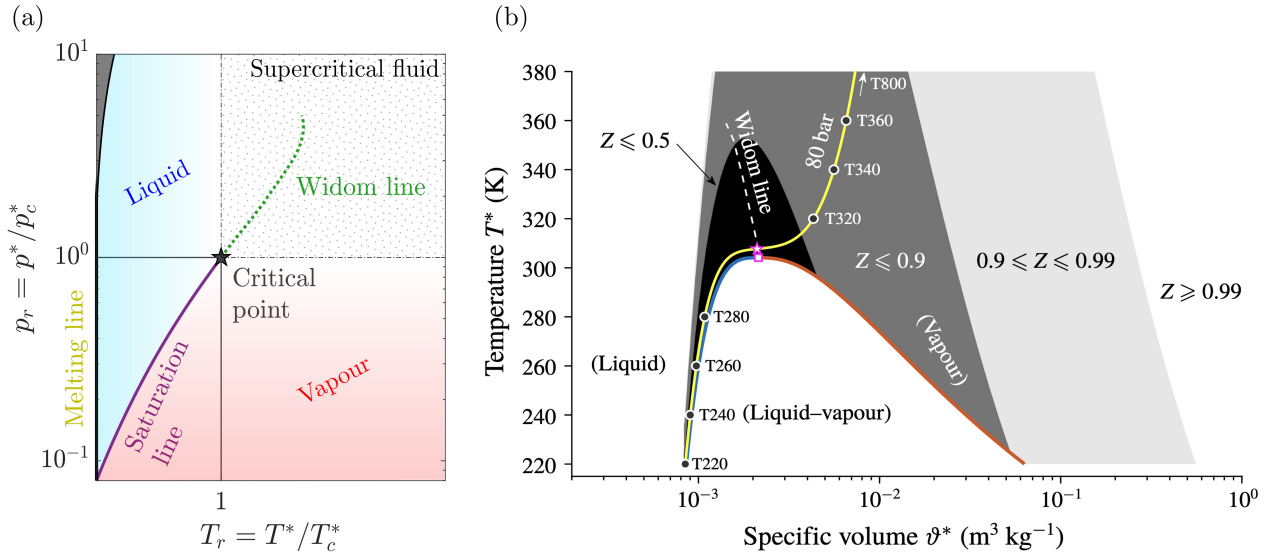 (a)
10^1
Supercritical fluid
Liquid
Widom line
10^0
Critical
point
p_r = p*/p_c*
Melting line
Saturation
line
Vapour
10^−1
1
T_r = T*/T_c*
(b)
380
360
340
320
300
280
260
240
220
Temperature T* (K)
Z ⩽ 0.5
Widom line
80 bar
T800
T360
T340
T320
Z ⩽ 0.9
0.9 ⩽ Z ⩽ 0.99
Z ⩾ 0.99
T280
(Liquid)
T260
(Vapour)
T240
(Liquid–vapour)
T220
10^−3
10^−2
10^−1
10^0
Specific volume ϑ* (m^3 kg^−1)